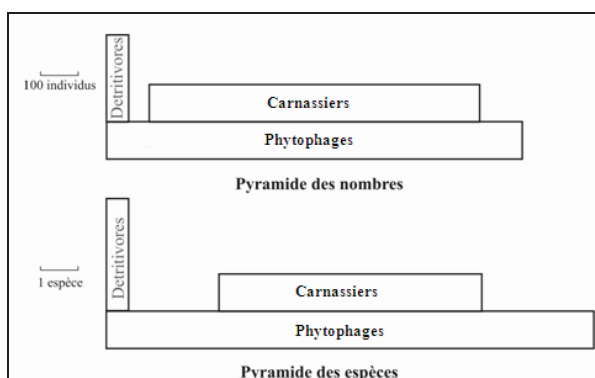 100 individus
Detritivores
Carnassiers
Phytophages
Pyramide des nombres
1 espèce
Detritivores
Carnassiers
Phytophages
Pyramide des espèces